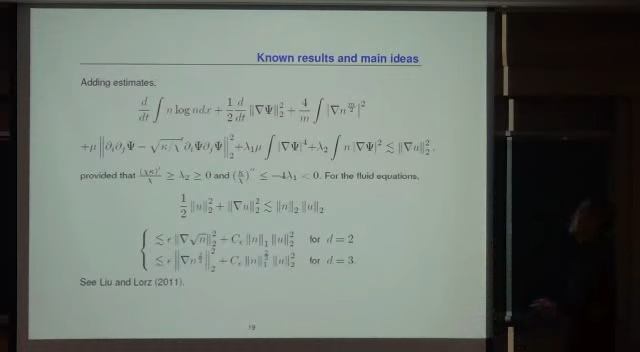 Known results and main ideas
Adding estimates,
d/dt ∫ n log n dx + 1/2 d/dt ‖∇Ψ‖₂² + 4/m ∫ |∇n^{m/2}|²
+μ ‖∂ᵢ∂ⱼΨ − √(κ/χ) ∂ᵢΨ∂ⱼΨ‖₂² + λ₁μ ∫ |∇Ψ|⁴ + λ₂ ∫ n|∇Ψ|² ≲ ‖∇u‖₂²,
provided that (χκ)′/χ ≥ λ₂ ≥ 0 and (κ/χ)″ ≤ −4λ₁ < 0. For the fluid equations,
1/2 ‖u‖₂² + ‖∇u‖₂² ≲ ‖n‖₂ ‖u‖₂
{ ≲ ε ‖∇√n‖₂² + C_ε ‖n‖₁ ‖u‖₂² for d = 2
≲ ε ‖∇n^{2/3}‖₂² + C_ε ‖n‖₁ ‖u‖₂² for d = 3.
See Liu and Lorz (2011).
19